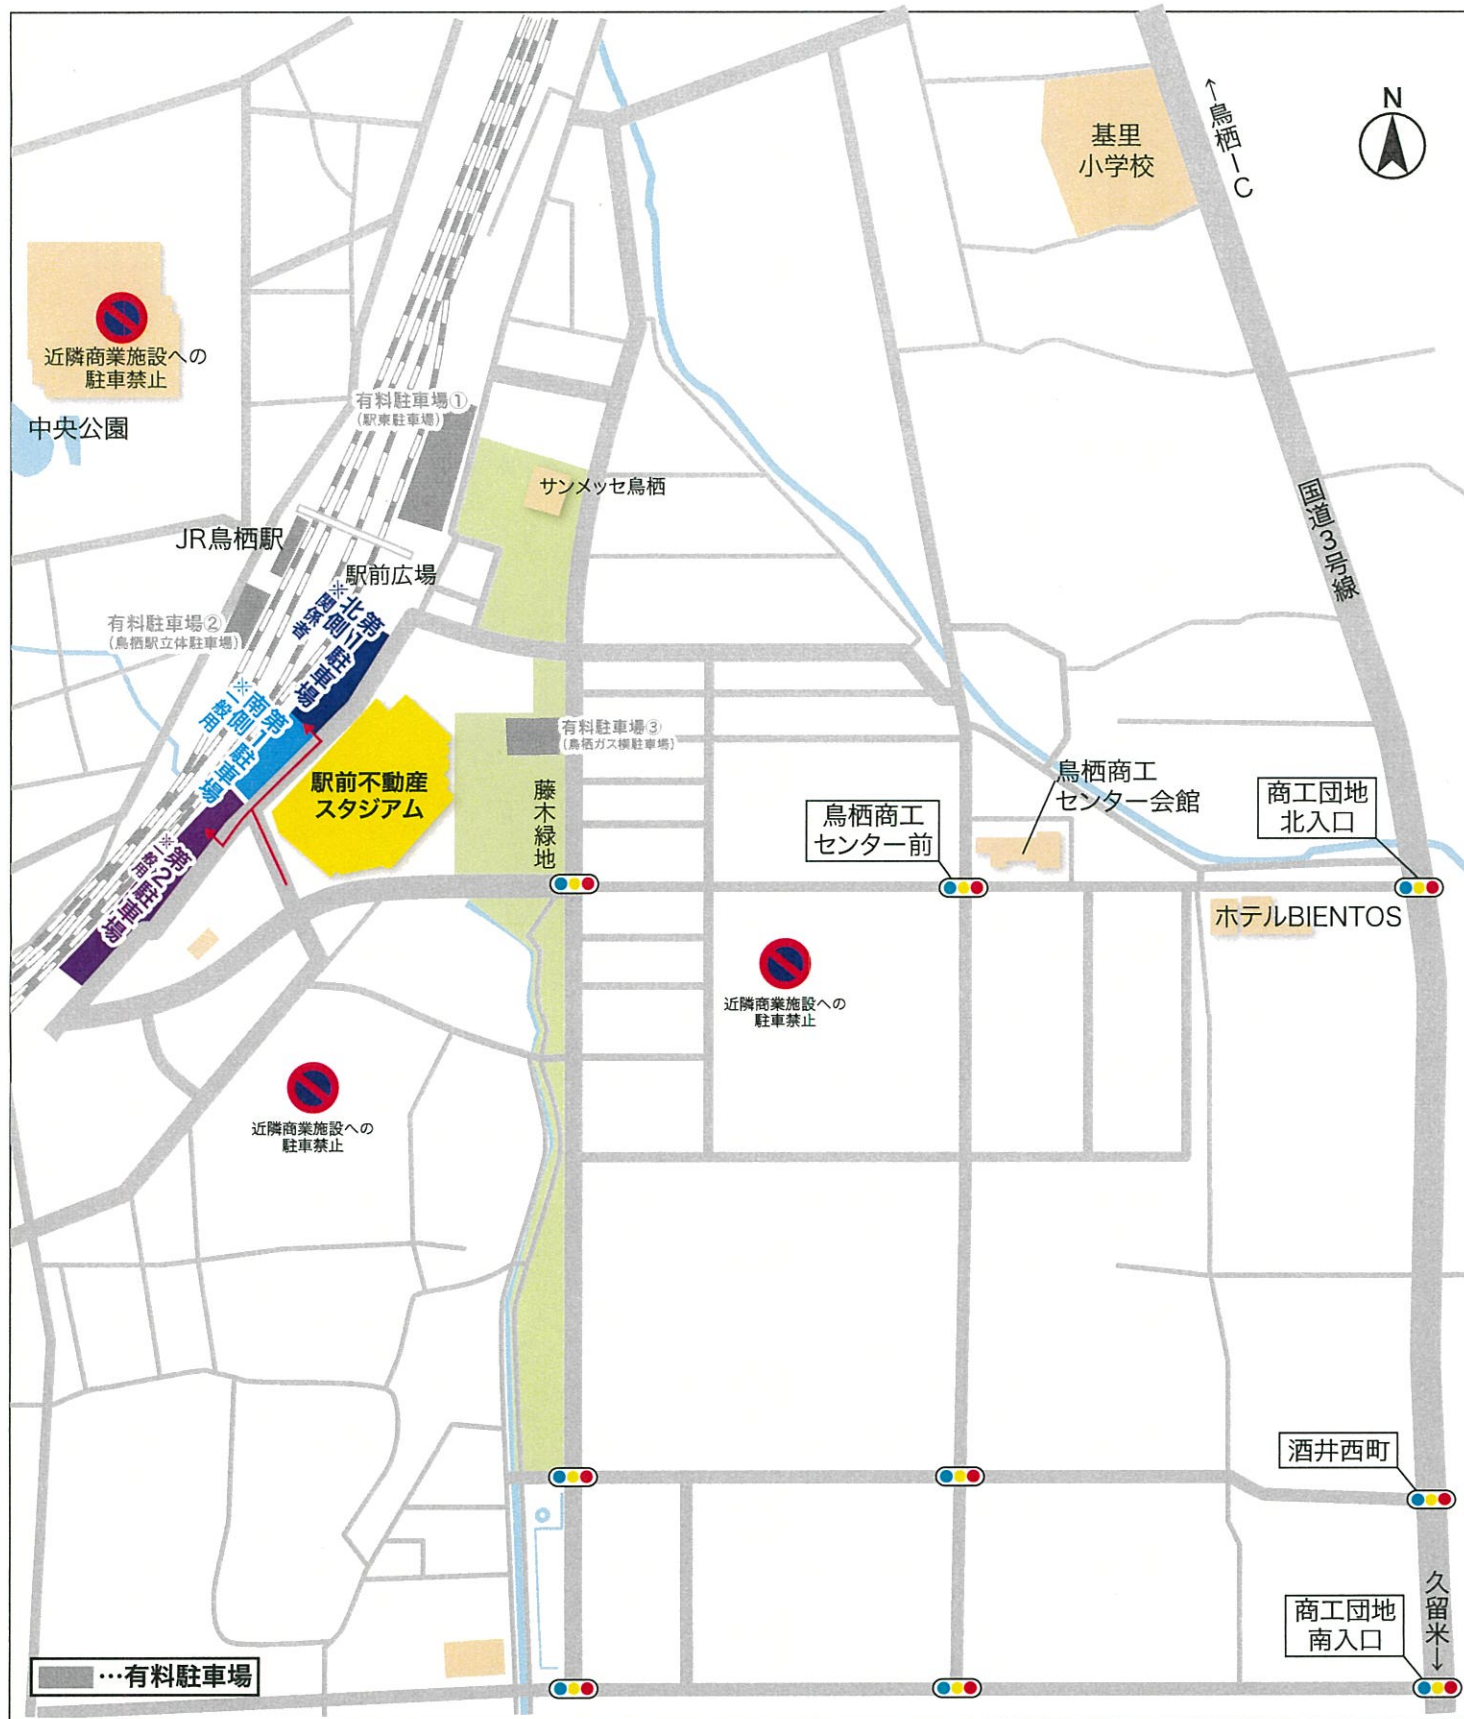 N
↑鳥栖IC
基里
小学校
近隣商業施設への
駐車禁止
中央公園
有料駐車場①
(駅東駐車場)
サンメッセ鳥栖
国道3号線
JR鳥栖駅
駅前広場
有料駐車場②
(鳥栖駅立体駐車場)
第1駐車場
北側
※関係者
第1駐車場
南側
※一般用
第2駐車場
※一般用
駅前不動産
スタジアム
有料駐車場③
(鳥栖ガス横駐車場)
藤木緑地
鳥栖商工
センター会館
鳥栖商工
センター前
商工団地
北入口
ホテルBIENTOS
近隣商業施設への
駐車禁止
近隣商業施設への
駐車禁止
酒井西町
久留米↓
商工団地
南入口
…有料駐車場